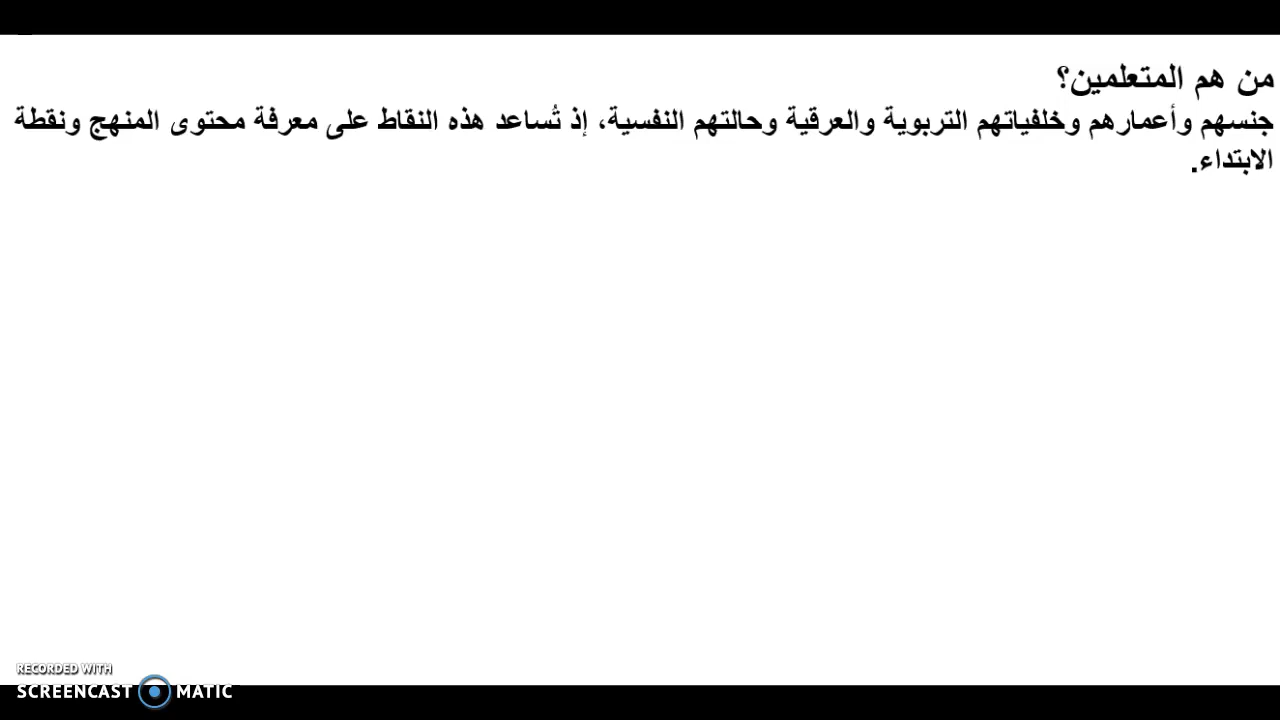 من هم المتعلمين؟
جنسهم وأعمارهم وخلفياتهم التربوية والعرقية وحالتهم النفسية، إذ تُساعد هذه النقاط على معرفة محتوى المنهج ونقطة
الابتداء.
RECORDED WITH
SCREENCAST MATIC